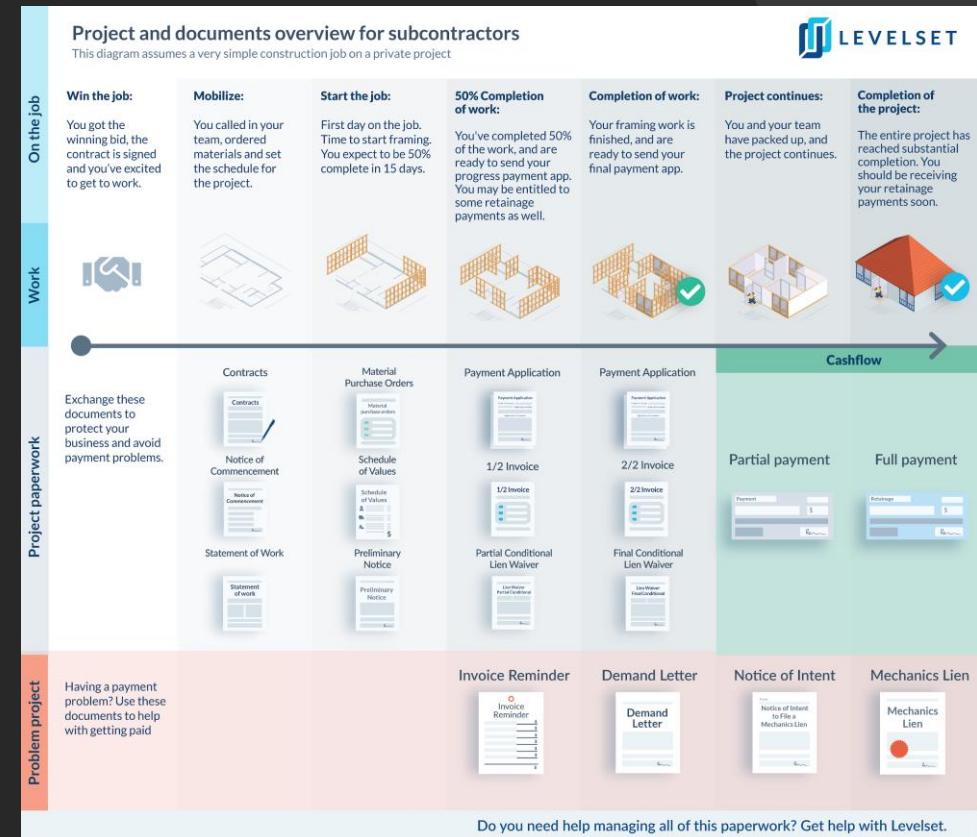 Project and documents overview for subcontractors
This diagram assumes a very simple construction job on a private project
LEVELSET
On the job
Win the job:
You got the
winning bid, the
contract is signed
and you've excited
to get to work.
Mobilize:
You called in your
team, ordered
materials and set
the schedule for
the project.
Start the job:
First day on the job.
Time to start framing.
You expect to be 50%
complete in 15 days.
50% Completion
of work:
You've completed 50%
of the work, and are
ready to send your
progress payment app.
You may be entitled to
some retainage
payments as well.
Completion of work:
Your framing work is
finished, and are
ready to send your
final payment app.
Project continues:
You and your team
have packed up, and
the project continues.
Completion of
the project:
The entire project has
reached substantial
completion. You
should be receiving
your retainage
payments soon.
Work
Project paperwork
Exchange these
documents to
protect your
business and avoid
payment problems.
Contracts
Contracts
Notice of
Commencement
Notice of
Commencement
Statement of Work
Statement
of work
Material
Purchase Orders
Material
purchase orders
Schedule
of Values
Schedule
of Values
$
Preliminary
Notice
Preliminary
Notice
Payment Application
Payment Application
1/2 Invoice
1/2 Invoice
Partial Conditional
Lien Waiver
Lien Waiver
Partial Conditional
Payment Application
Payment Application
2/2 Invoice
2/2 Invoice
Final Conditional
Lien Waiver
Lien Waiver
Final Conditional
Cashflow
Partial payment
Payment
$
Full payment
Retainage
$
Problem project
Having a payment
problem? Use these
documents to help
with getting paid
Invoice Reminder
Invoice
Reminder
Demand Letter
Demand
Letter
Notice of Intent
Notice of Intent
to File a
Mechanics Lien
Mechanics Lien
Mechanics
Lien
Do you need help managing all of this paperwork? Get help with Levelset.